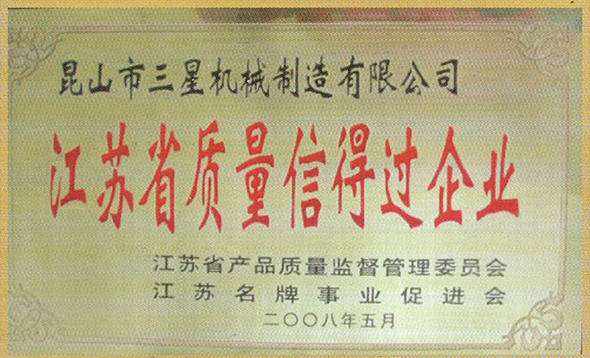 昆山市三星机械制造有限公司
江苏省质量信得过企业
江苏省产品质量监督管理委员会
江苏名牌事业促进会
二〇〇八年五月